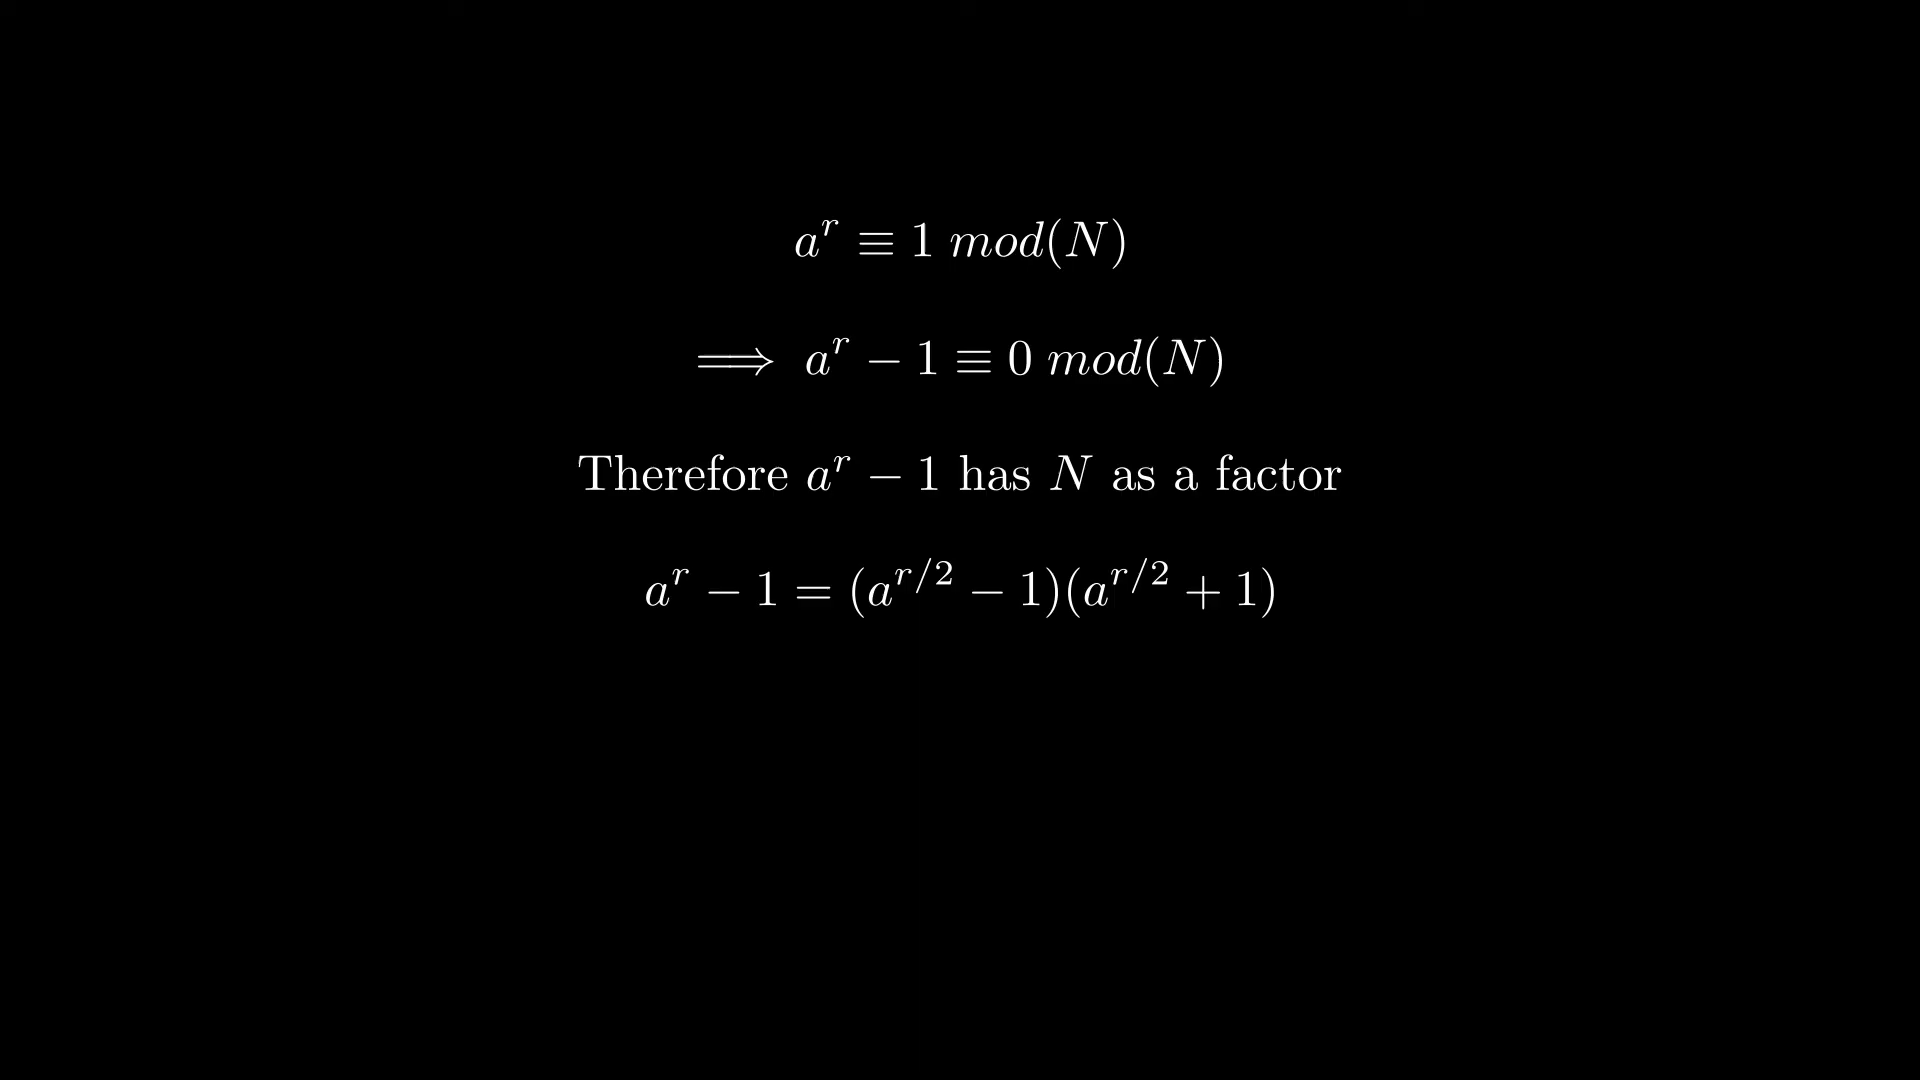 a^r ≡ 1 mod(N)
⟹ a^r − 1 ≡ 0 mod(N)
Therefore a^r − 1 has N as a factor
a^r − 1 = (a^{r/2} − 1)(a^{r/2} + 1)